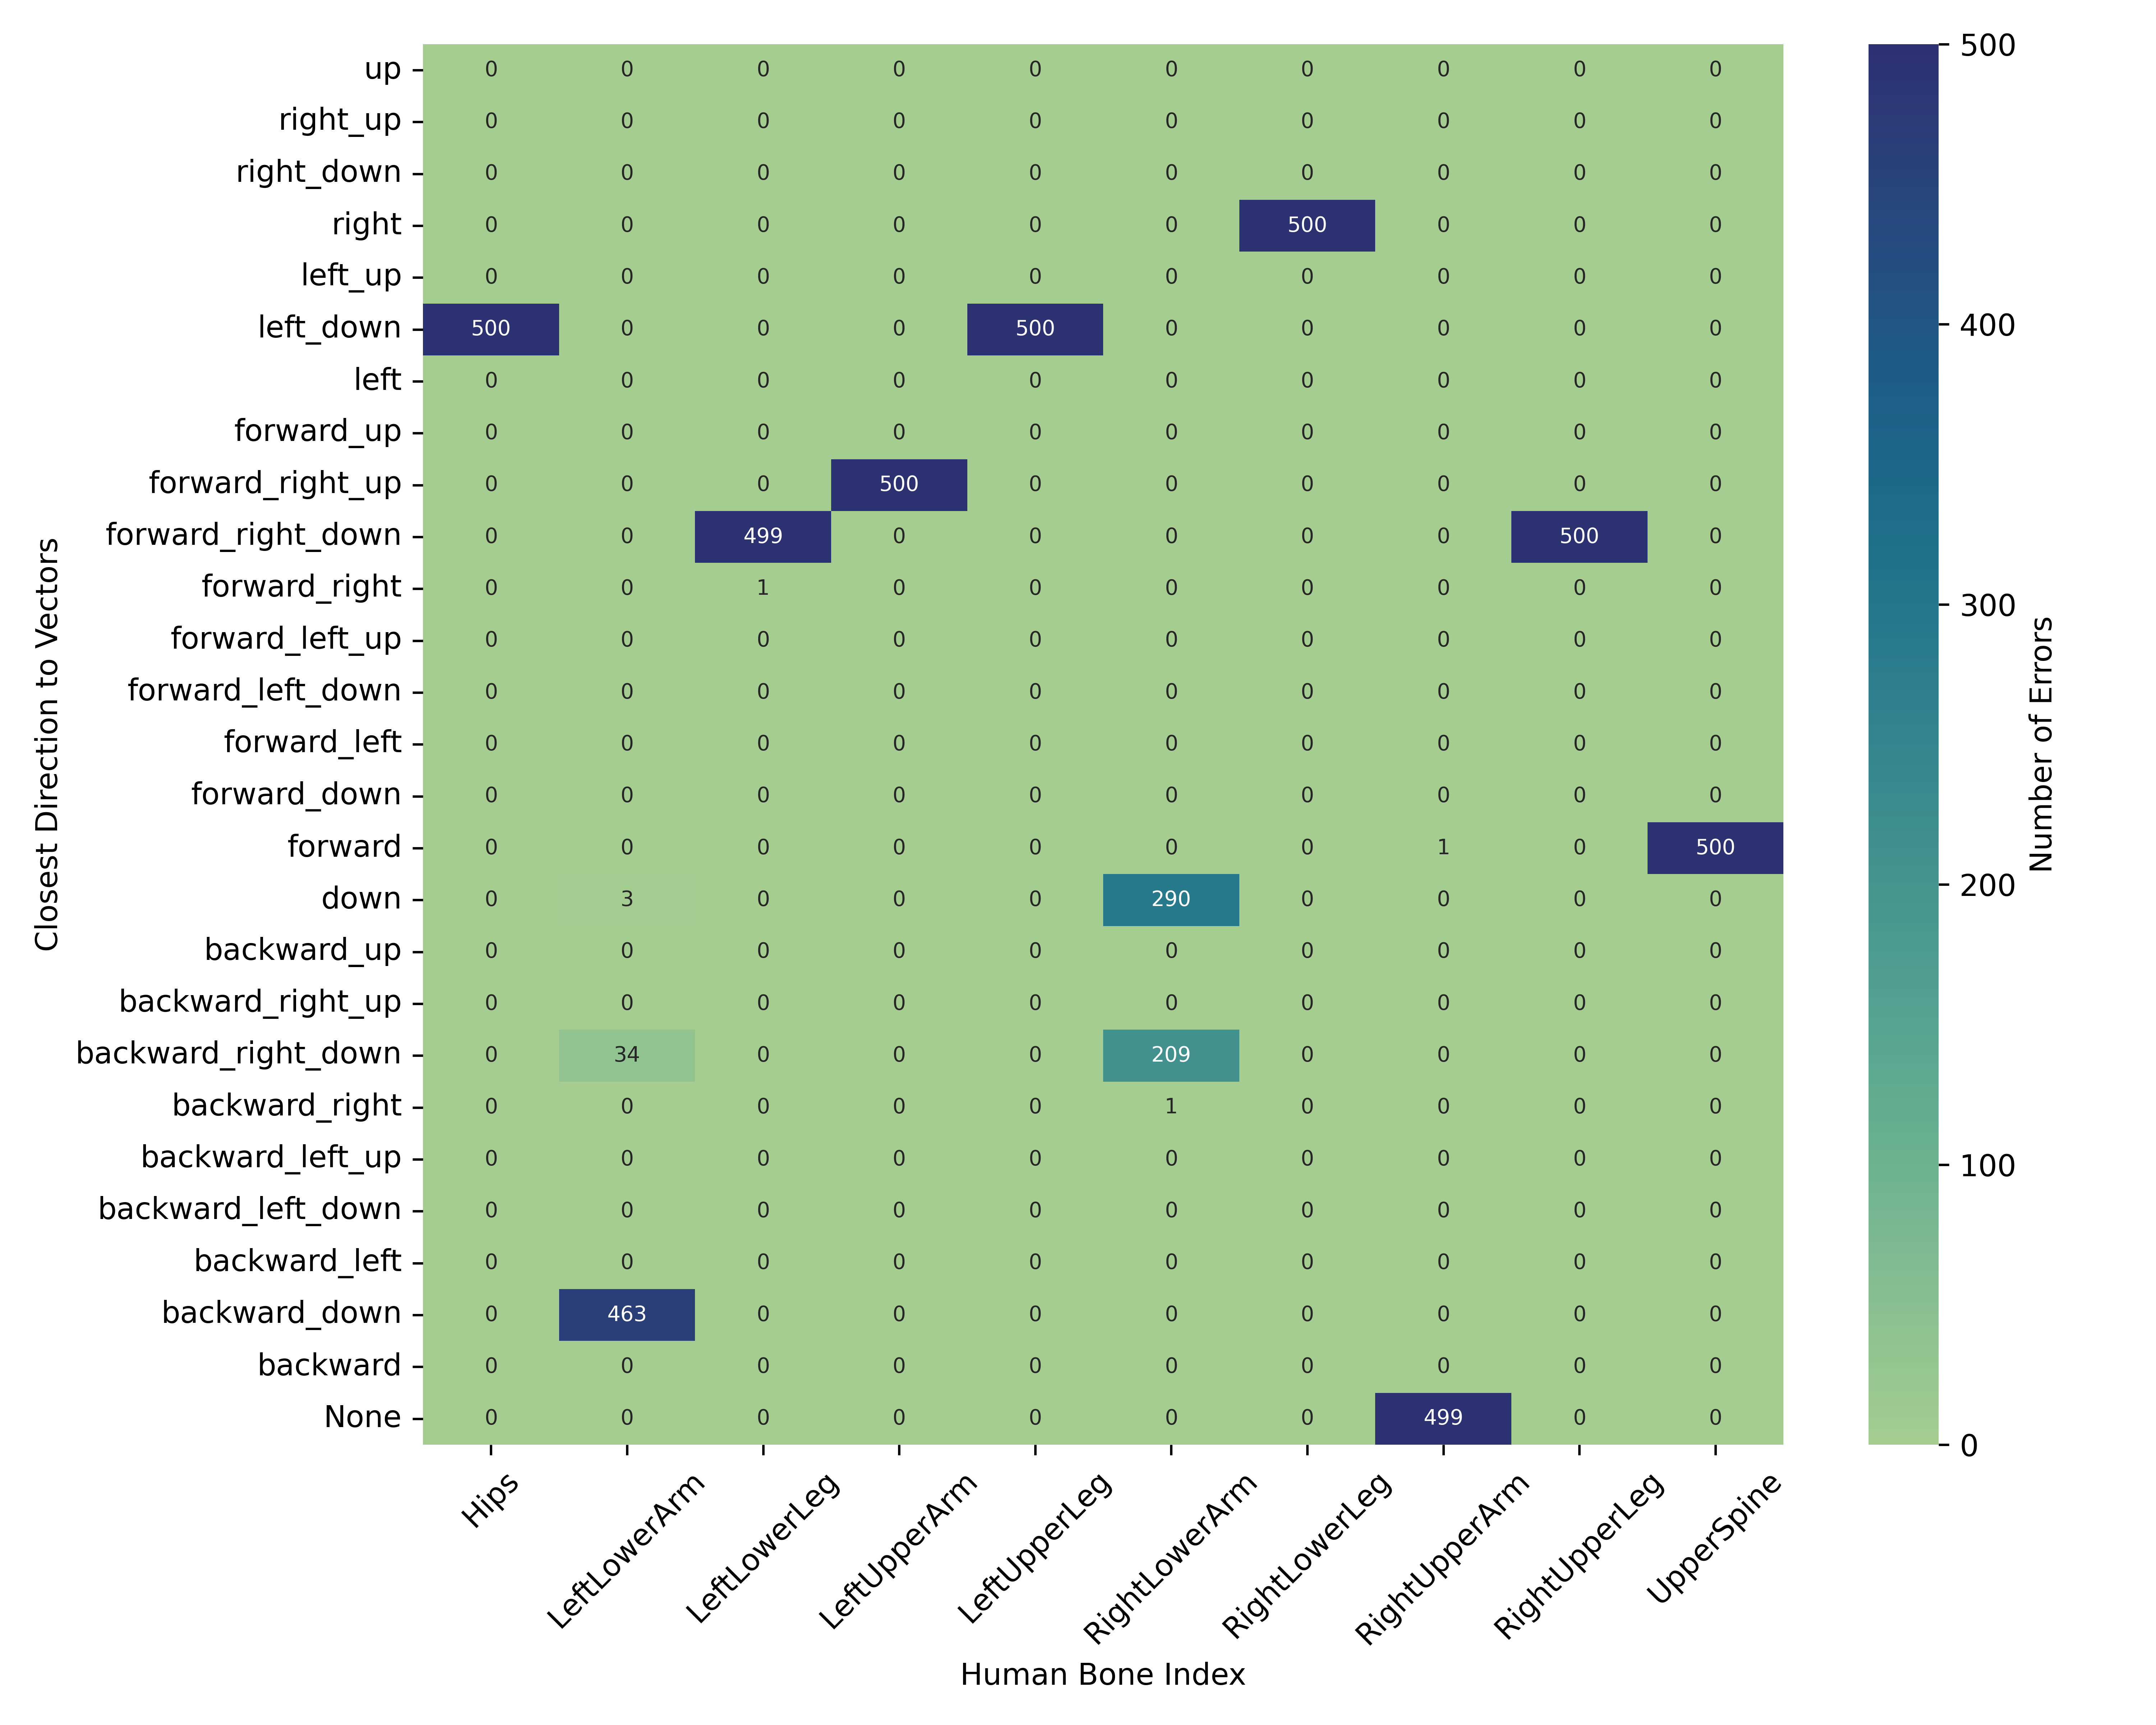 up 0 0 0 0 0 0 0 0 0 0
right_up 0 0 0 0 0 0 0 0 0 0
right_down 0 0 0 0 0 0 0 0 0 0
right 0 0 0 0 0 0 500 0 0 0
left_up 0 0 0 0 0 0 0 0 0 0
left_down 500 0 0 0 500 0 0 0 0 0
left 0 0 0 0 0 0 0 0 0 0
forward_up 0 0 0 0 0 0 0 0 0 0
forward_right_up 0 0 0 500 0 0 0 0 0 0
forward_right_down 0 0 499 0 0 0 0 0 500 0
forward_right 0 0 1 0 0 0 0 0 0 0
forward_left_up 0 0 0 0 0 0 0 0 0 0
forward_left_down 0 0 0 0 0 0 0 0 0 0
forward_left 0 0 0 0 0 0 0 0 0 0
forward_down 0 0 0 0 0 0 0 0 0 0
forward 0 0 0 0 0 0 0 1 0 500
down 0 3 0 0 0 290 0 0 0 0
backward_up 0 0 0 0 0 0 0 0 0 0
backward_right_up 0 0 0 0 0 0 0 0 0 0
backward_right_down 0 34 0 0 0 209 0 0 0 0
backward_right 0 0 0 0 0 1 0 0 0 0
backward_left_up 0 0 0 0 0 0 0 0 0 0
backward_left_down 0 0 0 0 0 0 0 0 0 0
backward_left 0 0 0 0 0 0 0 0 0 0
backward_down 0 463 0 0 0 0 0 0 0 0
backward 0 0 0 0 0 0 0 0 0 0
None 0 0 0 0 0 0 0 499 0 0
Hips LeftLowerArm LeftLowerLeg LeftUpperArm LeftUpperLeg RightLowerArm RightLowerLeg RightUpperArm RightUpperLeg UpperSpine
Human Bone Index
Closest Direction to Vectors
500
400
300
200
100
0
Number of Errors